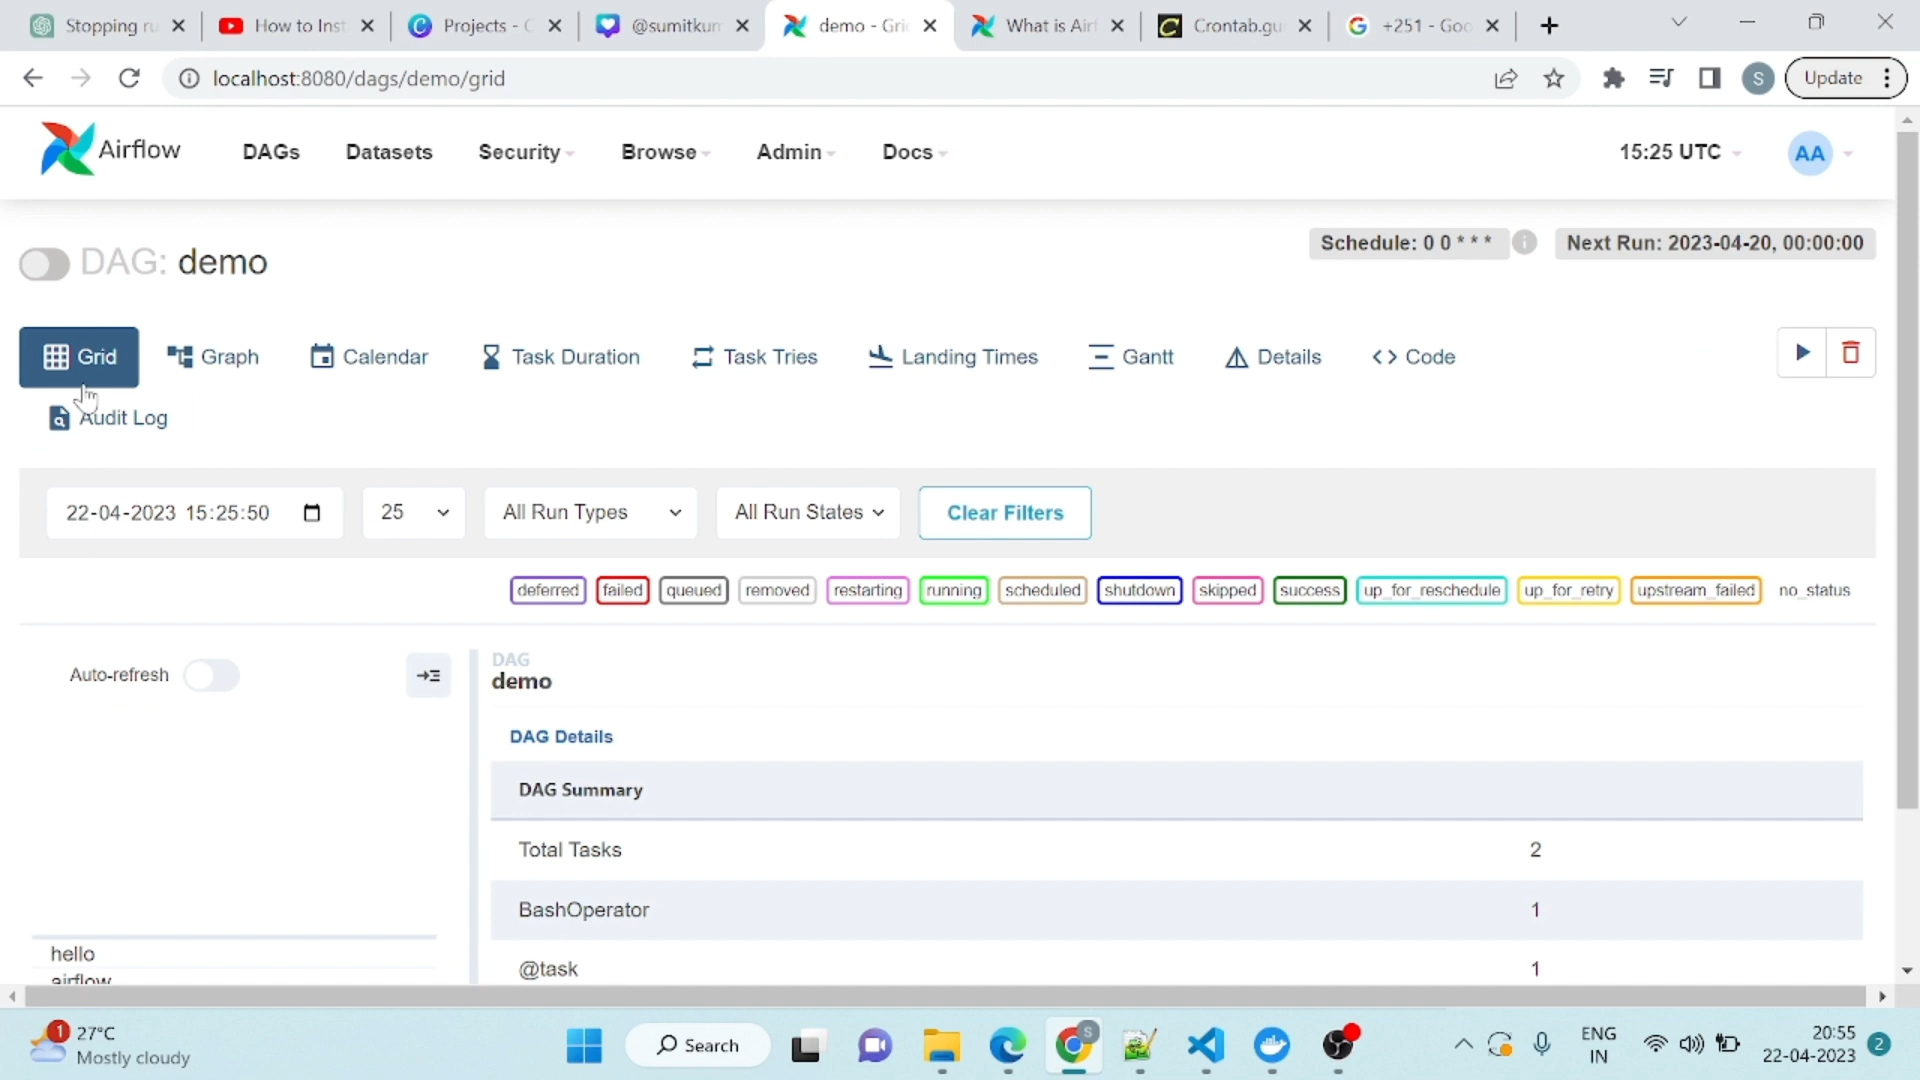 Stopping ru
How to Inst
Projects - C
@sumitkum
demo - Gri
What is Airf
Crontab.gu
+251 - Goo
localhost:8080/dags/demo/grid
S
Update
Airflow
DAGs
Datasets
Security
Browse
Admin
Docs
15:25 UTC
AA
DAG: demo
Schedule: 0 0 * * *
Next Run: 2023-04-20, 00:00:00
Grid
Graph
Calendar
Task Duration
Task Tries
Landing Times
Gantt
Details
Code
Audit Log
22-04-2023 15:25:50
25
All Run Types
All Run States
Clear Filters
deferred
failed
queued
removed
restarting
running
scheduled
shutdown
skipped
success
up_for_reschedule
up_for_retry
upstream_failed
no_status
Auto-refresh
DAG
demo
DAG Details
DAG Summary
Total Tasks 2
BashOperator 1
@task 1
hello
airflow
1
27°C
Mostly cloudy
Search
S
ENG
IN
20:55
22-04-2023
2